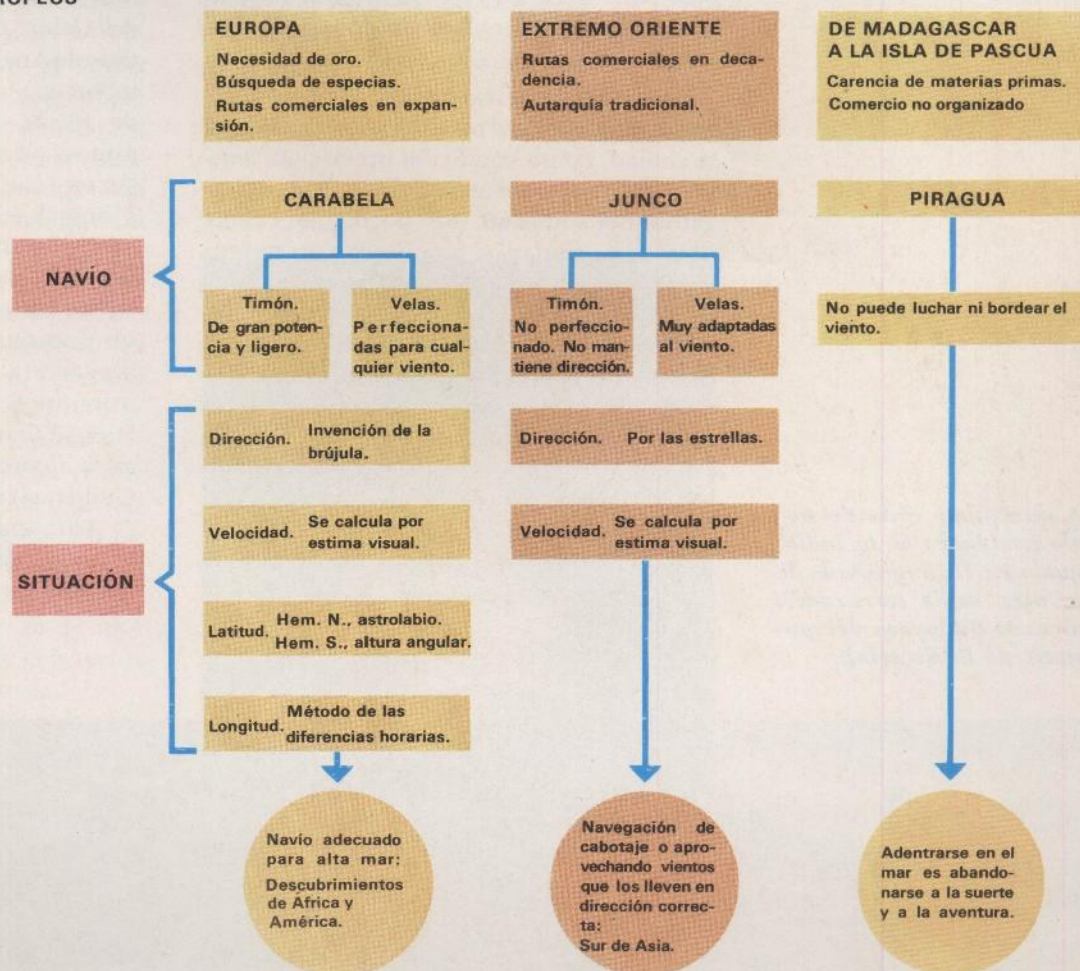 EUROPA
Necesidad de oro.
Búsqueda de especias.
Rutas comerciales en expan-
sión.
EXTREMO ORIENTE
Rutas comerciales en deca-
dencia.
Autarquía tradicional.
DE MADAGASCAR
A LA ISLA DE PASCUA
Carencia de materias primas.
Comercio no organizado
NAVÍO
CARABELA
Timón.
De gran poten-
cia y ligero.
Velas.
Perfecciona-
das para cual-
quier viento.
JUNCO
Timón.
No perfeccio-
nado. No man-
tiene dirección.
Velas.
Muy adaptadas
al viento.
PIRAGUA
No puede luchar ni bordear el
viento.
SITUACIÓN
Dirección. Invención de la
brújula.
Velocidad. Se calcula por
estima visual.
Latitud. Hem. N., astrolabio.
Hem. S., altura angular.
Longitud. Método de las
diferencias horarias.
Dirección. Por las estrellas.
Velocidad. Se calcula por
estima visual.
Navío adecuado
para alta mar:
Descubrimientos
de África y
América.
Navegación de
cabotaje o apro-
vechando vientos
que los lleven en
dirección correc-
ta:
Sur de Asia.
Adentrarse en el
mar es abando-
narse a la suerte
y a la aventura.